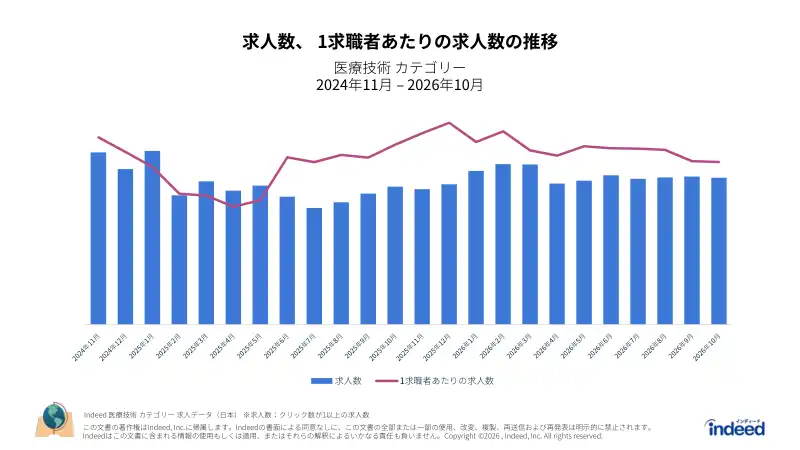 求人数、 1求職者あたりの求人数の推移
医療技術 カテゴリー
2024年11月 – 2026年10月
2024年11月
2024年12月
2025年1月
2025年2月
2025年3月
2025年4月
2025年5月
2025年6月
2025年7月
2025年8月
2025年9月
2025年10月
2025年11月
2025年12月
2026年1月
2026年2月
2026年3月
2026年4月
2026年5月
2026年6月
2026年7月
2026年8月
2026年9月
2026年10月
求人数
1求職者あたりの求人数
Indeed 医療技術 カテゴリー 求人データ（日本） ※求人数：クリック数が1以上の求人数
この文書の著作権はIndeed, Inc.に帰属します。Indeedの書面による同意なしに、この文書の全部または一部の使用、改変、複製、再送信および再発表は明示的に禁止されます。
Indeedはこの文書に含まれる情報の使用もしくは適用、またはそれらの解釈によるいかなる責任も負いません。Copyright ©2026 , Indeed, Inc. All rights reserved.
インディード
indeed